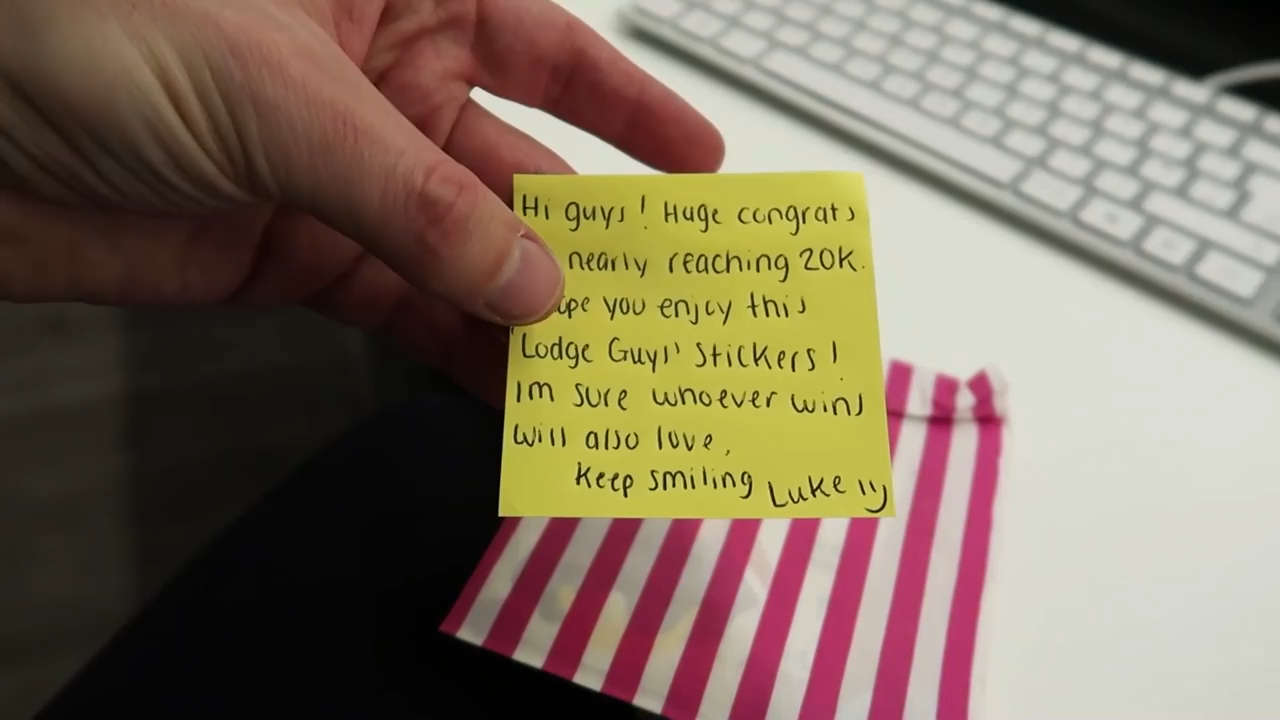 Hi guys! Huge congrats
nearly reaching 20K.
you enjoy this
Lodge Guys' Stickers!
Im sure whoever wins
will also love,
Keep smiling Luke :)